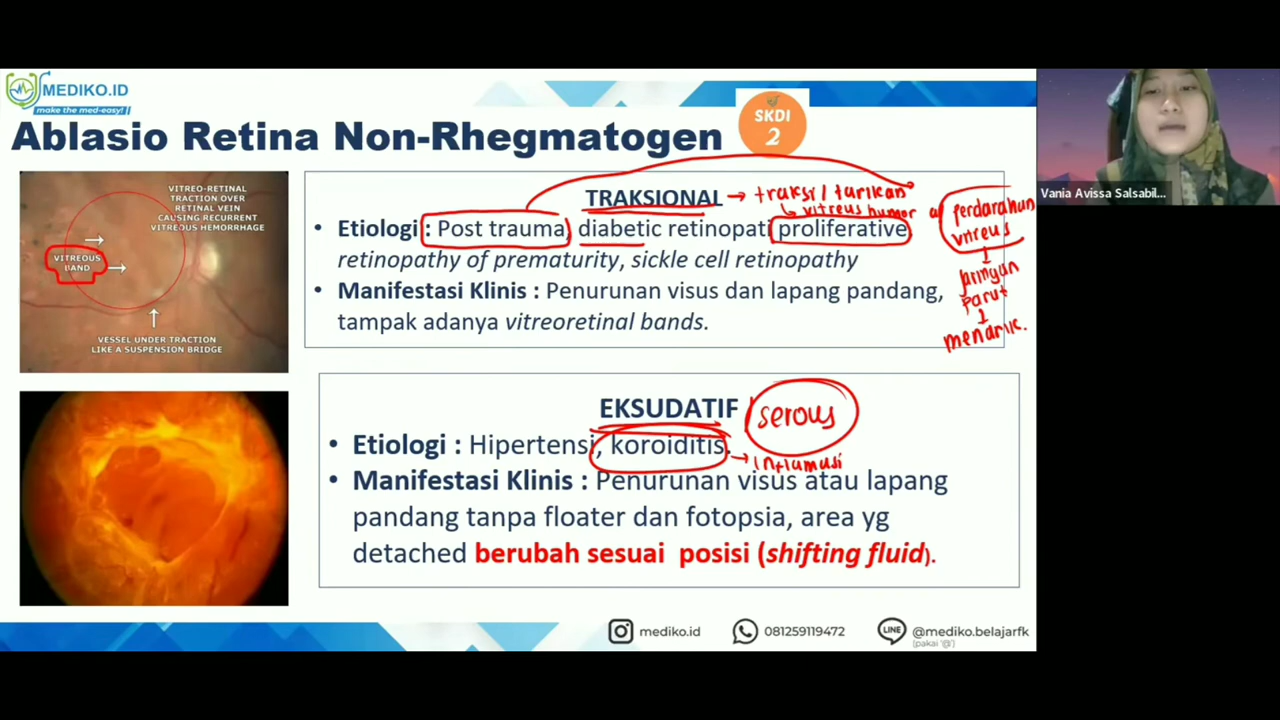 MEDIKO.ID
make the med-easy!
Ablasio Retina Non-Rhegmatogen
SKDI
2
VITREO-RETINAL
TRACTION OVER
RETINAL VEIN
CAUSING RECURRENT
VITREOUS HEMORRHAGE
VITREOUS
LAND
VESSEL UNDER TRACTION
LIKE A SUSPENSION BRIDGE
TRAKSIONAL → traksi/tarikan
vitreus humor
• Etiologi : Post trauma, diabetic retinopati proliferative,
retinopathy of prematurity, sickle cell retinopathy
• Manifestasi Klinis : Penurunan visus dan lapang pandang,
tampak adanya vitreoretinal bands.
perdarahan
vitreus
↓
jaringan
parut
↓
menarik.
EKSUDATIF serous
• Etiologi : Hipertensi, koroiditis.
→ inflamasi
• Manifestasi Klinis : Penurunan visus atau lapang
pandang tanpa floater dan fotopsia, area yg
detached berubah sesuai posisi (shifting fluid).
mediko.id
081259119472
LINE
@mediko.belajarfk
(pakai '@')
Vania Avissa Salsabil...